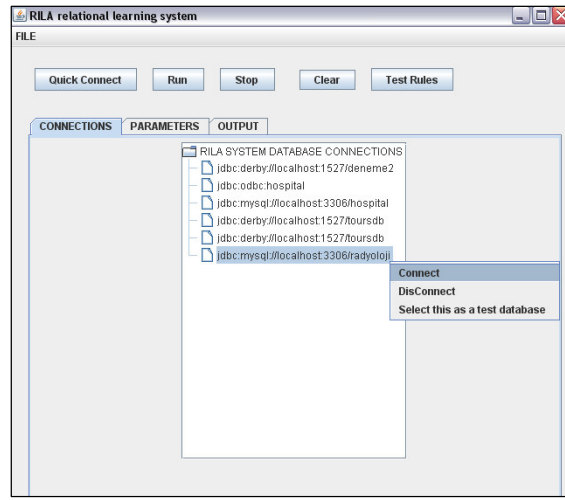 RILA relational learning system
FILE
Quick Connect Run Stop Clear Test Rules
CONNECTIONS PARAMETERS OUTPUT
RILA SYSTEM DATABASE CONNECTIONS
jdbc:derby://localhost:1527/deneme2
jdbc:odbc:hospital
jdbc:mysql://localhost:3306/hospital
jdbc:derby://localhost:1527/toursdb
jdbc:derby://localhost:1527/toursdb
jdbc:mysql://localhost:3306/radyoloji
Connect
DisConnect
Select this as a test database